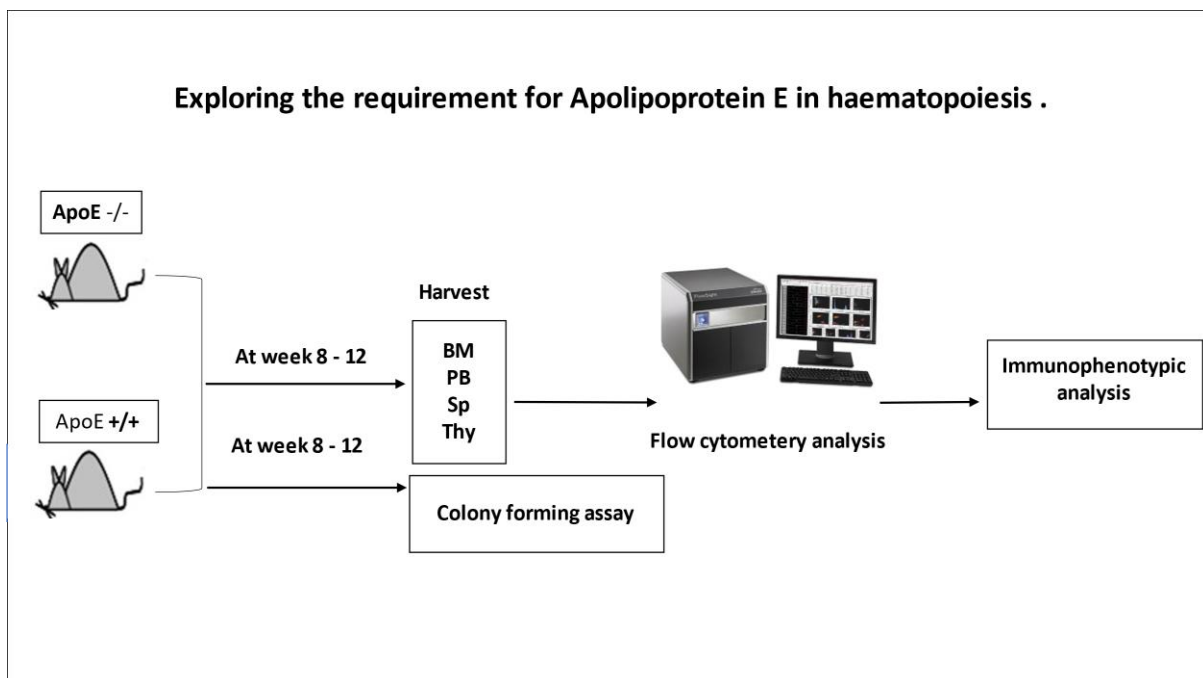 Exploring the requirement for Apolipoprotein E in haematopoiesis .
ApoE -/-
Harvest
At week 8 - 12
BM
PB
Sp
Thy
ApoE +/+
At week 8 - 12
Colony forming assay
Flow cytometery analysis
Immunophenotypic
analysis